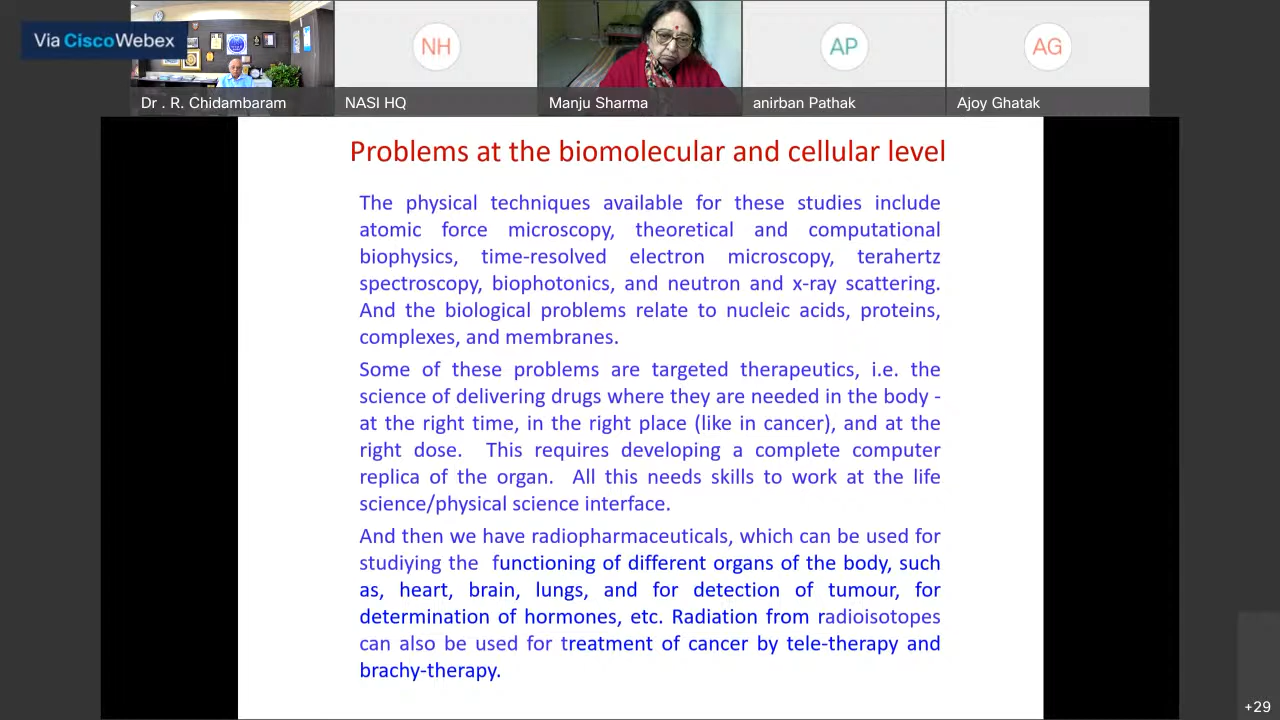 Via CiscoWebex
NH
AP
AG
Dr . R. Chidambaram
NASI HQ
Manju Sharma
anirban Pathak
Ajoy Ghatak
Problems at the biomolecular and cellular level
The physical techniques available for these studies include
atomic force microscopy, theoretical and computational
biophysics, time-resolved electron microscopy, terahertz
spectroscopy, biophotonics, and neutron and x-ray scattering.
And the biological problems relate to nucleic acids, proteins,
complexes, and membranes.
Some of these problems are targeted therapeutics, i.e. the
science of delivering drugs where they are needed in the body -
at the right time, in the right place (like in cancer), and at the
right dose. This requires developing a complete computer
replica of the organ. All this needs skills to work at the life
science/physical science interface.
And then we have radiopharmaceuticals, which can be used for
studiying the functioning of different organs of the body, such
as, heart, brain, lungs, and for detection of tumour, for
determination of hormones, etc. Radiation from radioisotopes
can also be used for treatment of cancer by tele-therapy and
brachy-therapy.
+29